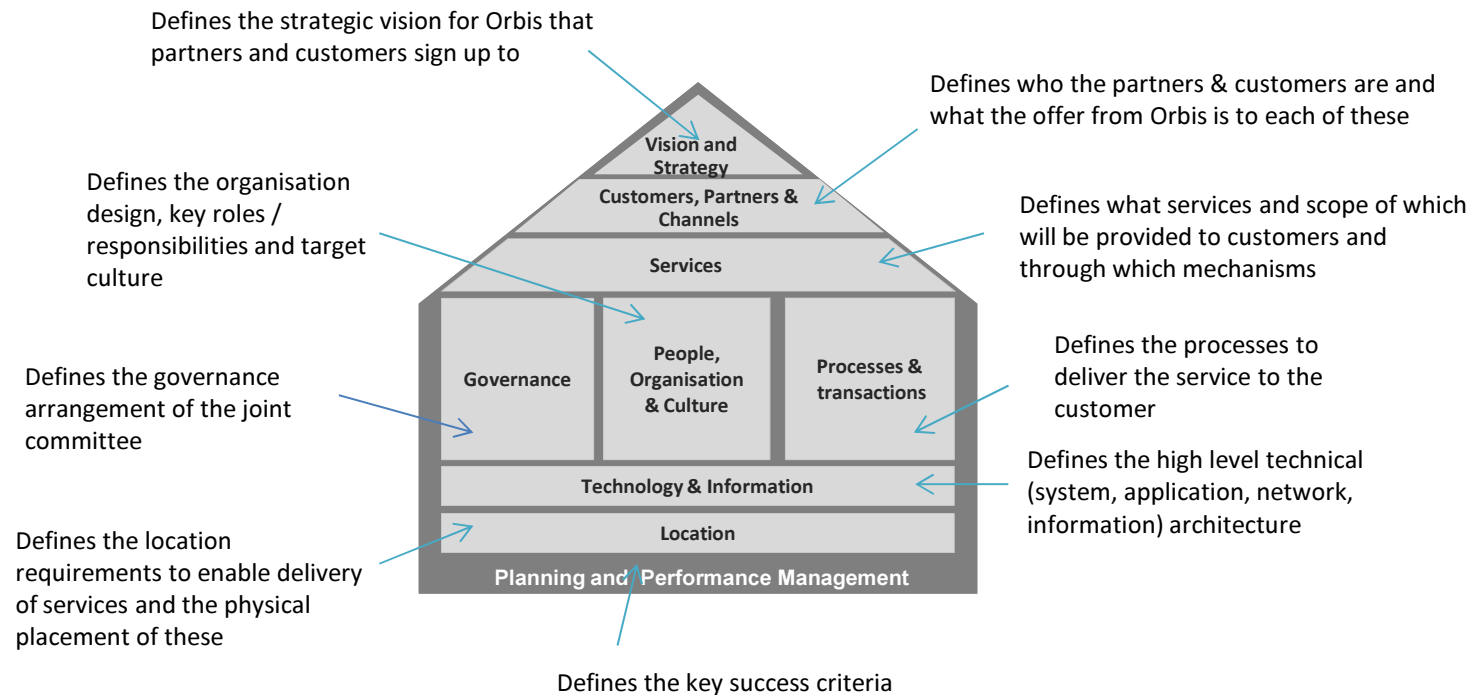 Defines the strategic vision for Orbis that
partners and customers sign up to
Defines who the partners & customers are and
what the offer from Orbis is to each of these
Vision and
Strategy
Defines the organisation
design, key roles /
responsibilities and target
culture
Customers, Partners &
Channels
Defines what services and scope of which
will be provided to customers and
through which mechanisms
Services
Governance
People,
Organisation
& Culture
Processes &
transactions
Defines the processes to
deliver the service to the
customer
Defines the governance
arrangement of the joint
committee
Technology & Information
Defines the high level technical
(system, application, network,
information) architecture
Location
Defines the location
requirements to enable delivery
of services and the physical
placement of these
Planning and Performance Management
Defines the key success criteria